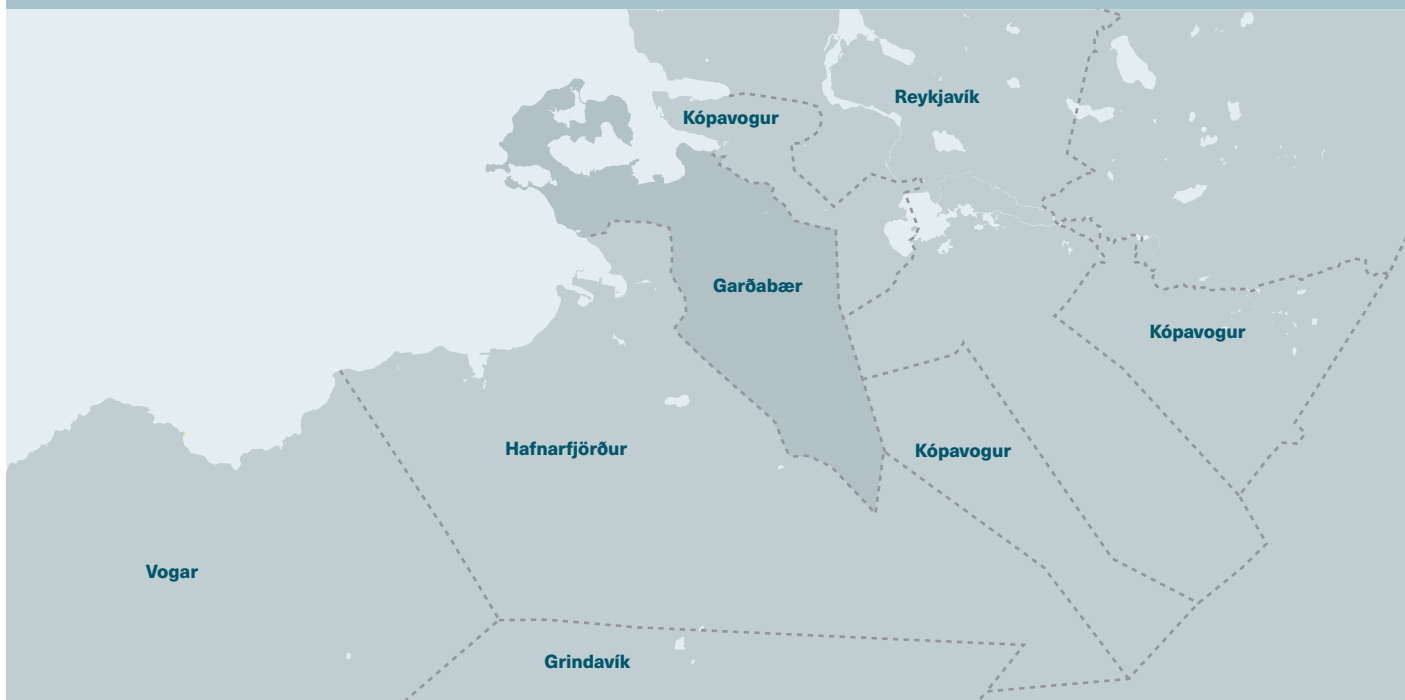 Reykjavík
Kópavogur
Garðabær
Kópavogur
Hafnarfjörður
Kópavogur
Vogar
Grindavík